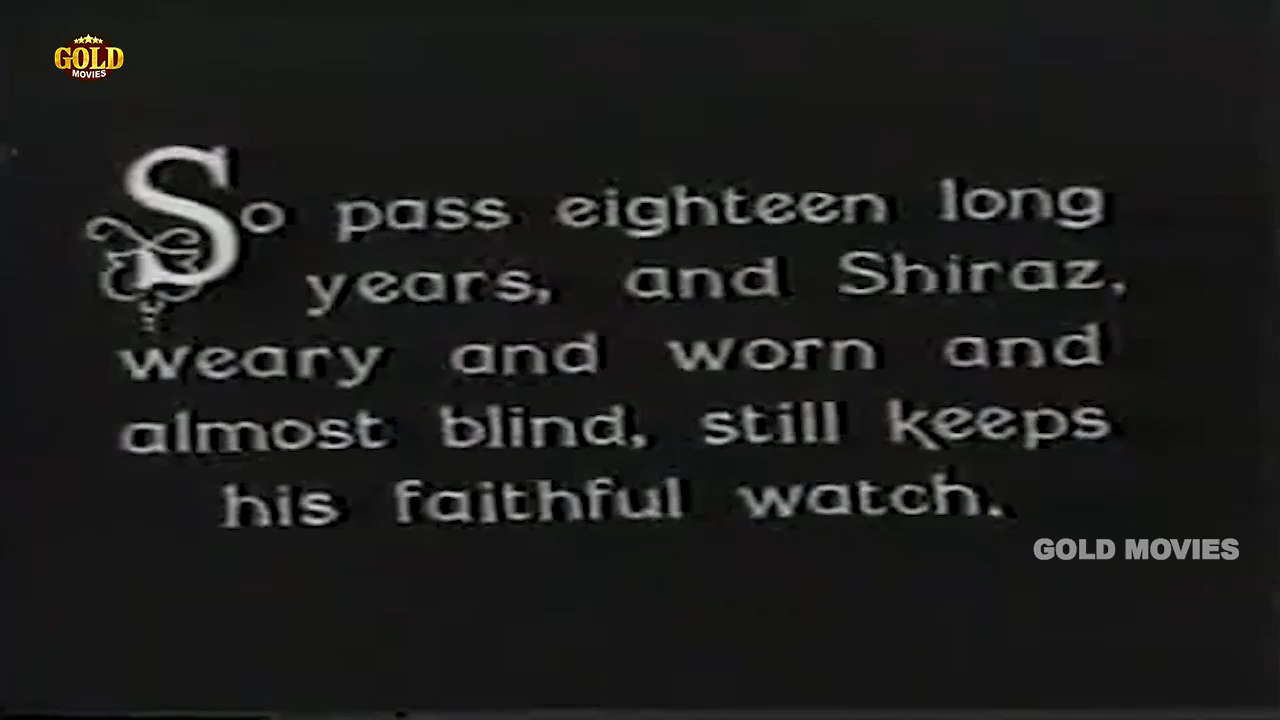 GOLD
MOVIES
So pass eighteen long
years, and Shiraz,
weary and worn and
almost blind, still keeps
his faithful watch.
GOLD MOVIES